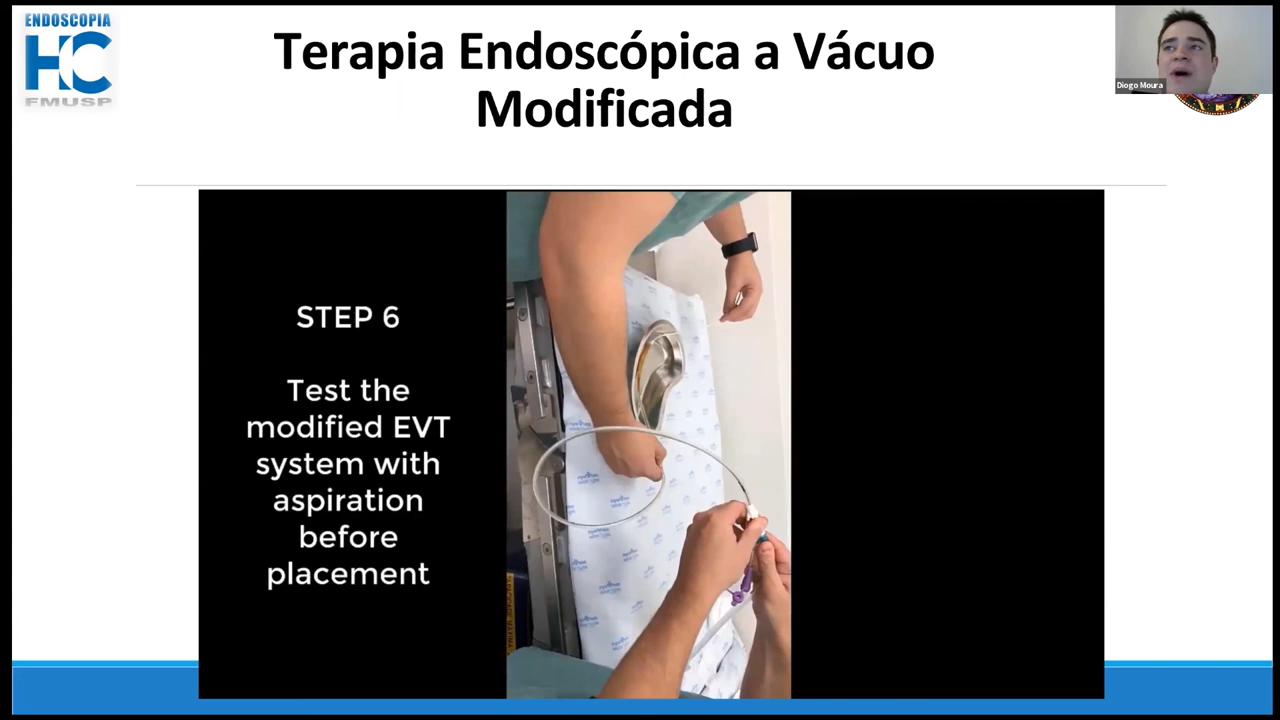 ENDOSCOPIA
HC
FMUSP
Terapia Endoscópica a Vácuo
Modificada
Diogo Moura
STEP 6
Test the
modified EVT
system with
aspiration
before
placement